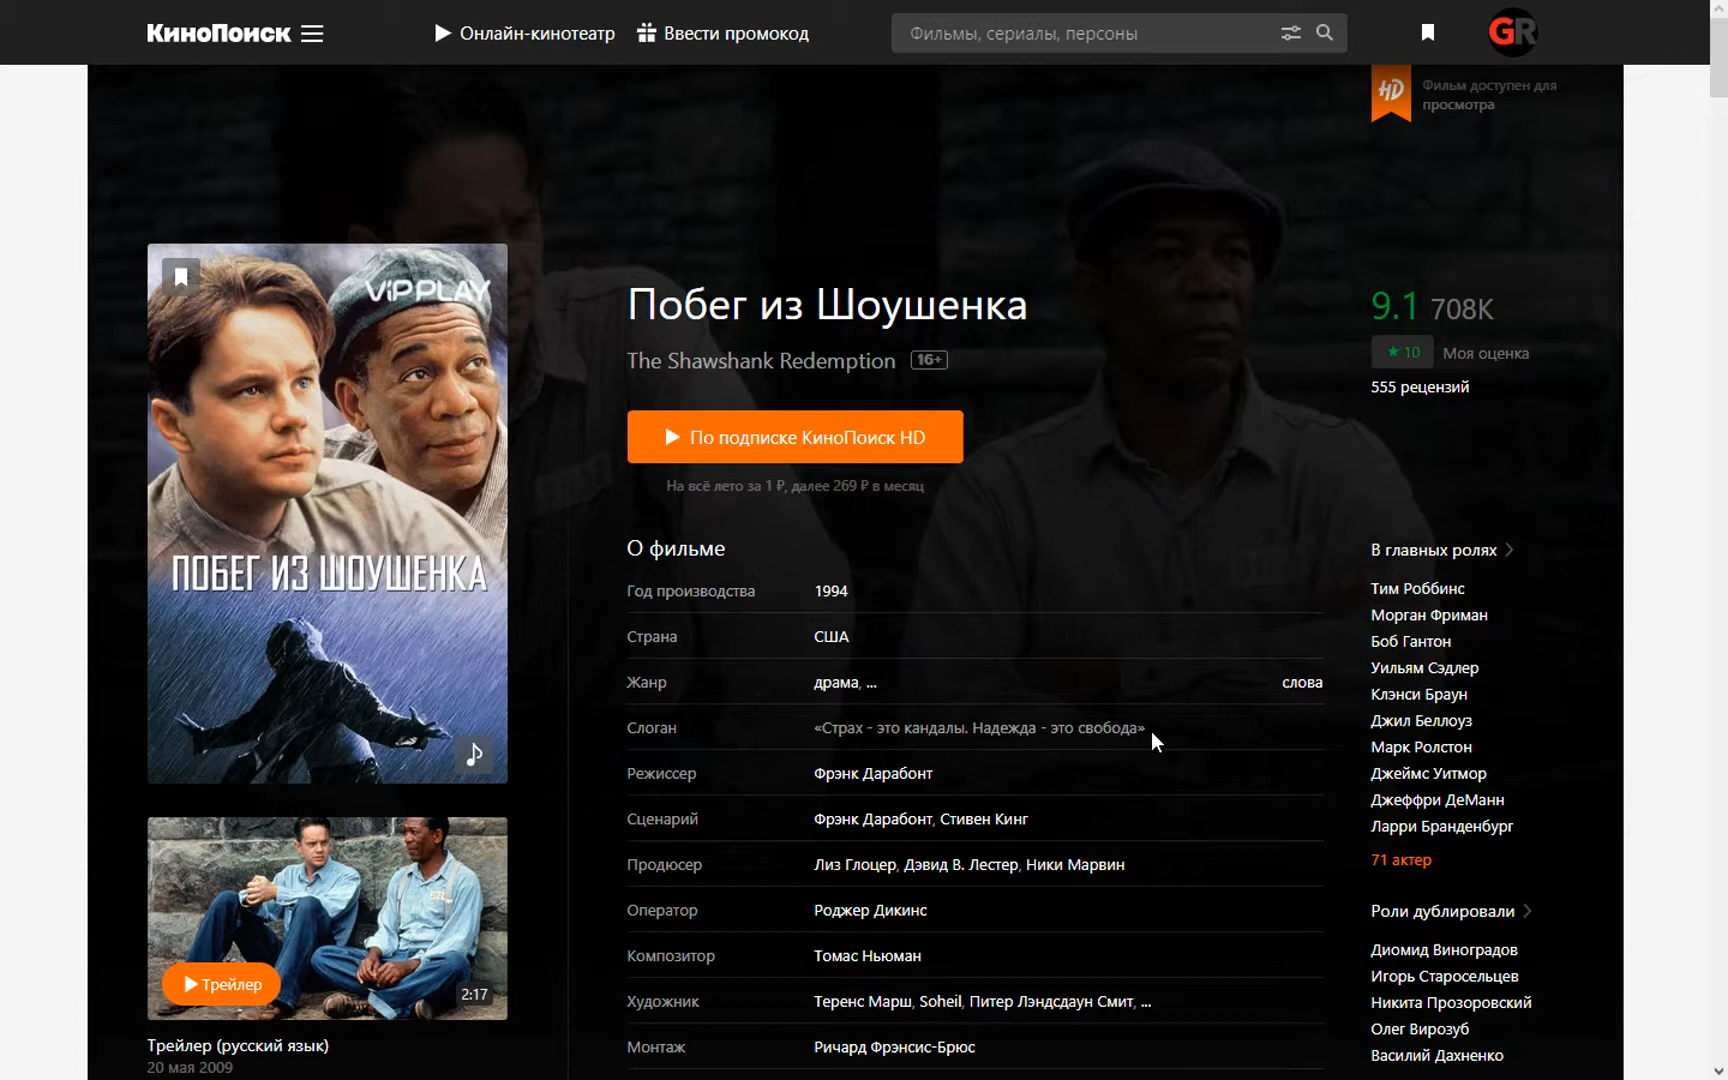 КиноПоиск
Онлайн-кинотеатр
Ввести промокод
Фильмы, сериалы, персоны
GR
HD
Фильм доступен для
просмотра
VIP PLAY
ПОБЕГ ИЗ ШОУШЕНКА
Трейлер
2:17
Трейлер (русский язык)
20 мая 2009
Побег из Шоушенка
The Shawshank Redemption 16+
По подписке КиноПоиск HD
На всё лето за 1 ₽, далее 269 ₽ в месяц
О фильме
Год производства 1994
Страна США
Жанр драма, ... слова
Слоган «Страх - это кандалы. Надежда - это свобода»
Режиссер Фрэнк Дарабонт
Сценарий Фрэнк Дарабонт, Стивен Кинг
Продюсер Лиз Глоцер, Дэвид В. Лестер, Ники Марвин
Оператор Роджер Дикинс
Композитор Томас Ньюман
Художник Теренс Марш, Soheil, Питер Лэндсдаун Смит, ...
Монтаж Ричард Фрэнсис-Брюс
9.1 708K
10 Моя оценка
555 рецензий
В главных ролях
Тим Роббинс
Морган Фриман
Боб Гантон
Уильям Сэдлер
Клэнси Браун
Джил Беллоуз
Марк Ролстон
Джеймс Уитмор
Джеффри ДеМанн
Ларри Бранденбург
71 актер
Роли дублировали
Диомид Виноградов
Игорь Старосельцев
Никита Прозоровский
Олег Вирозуб
Василий Дахненко